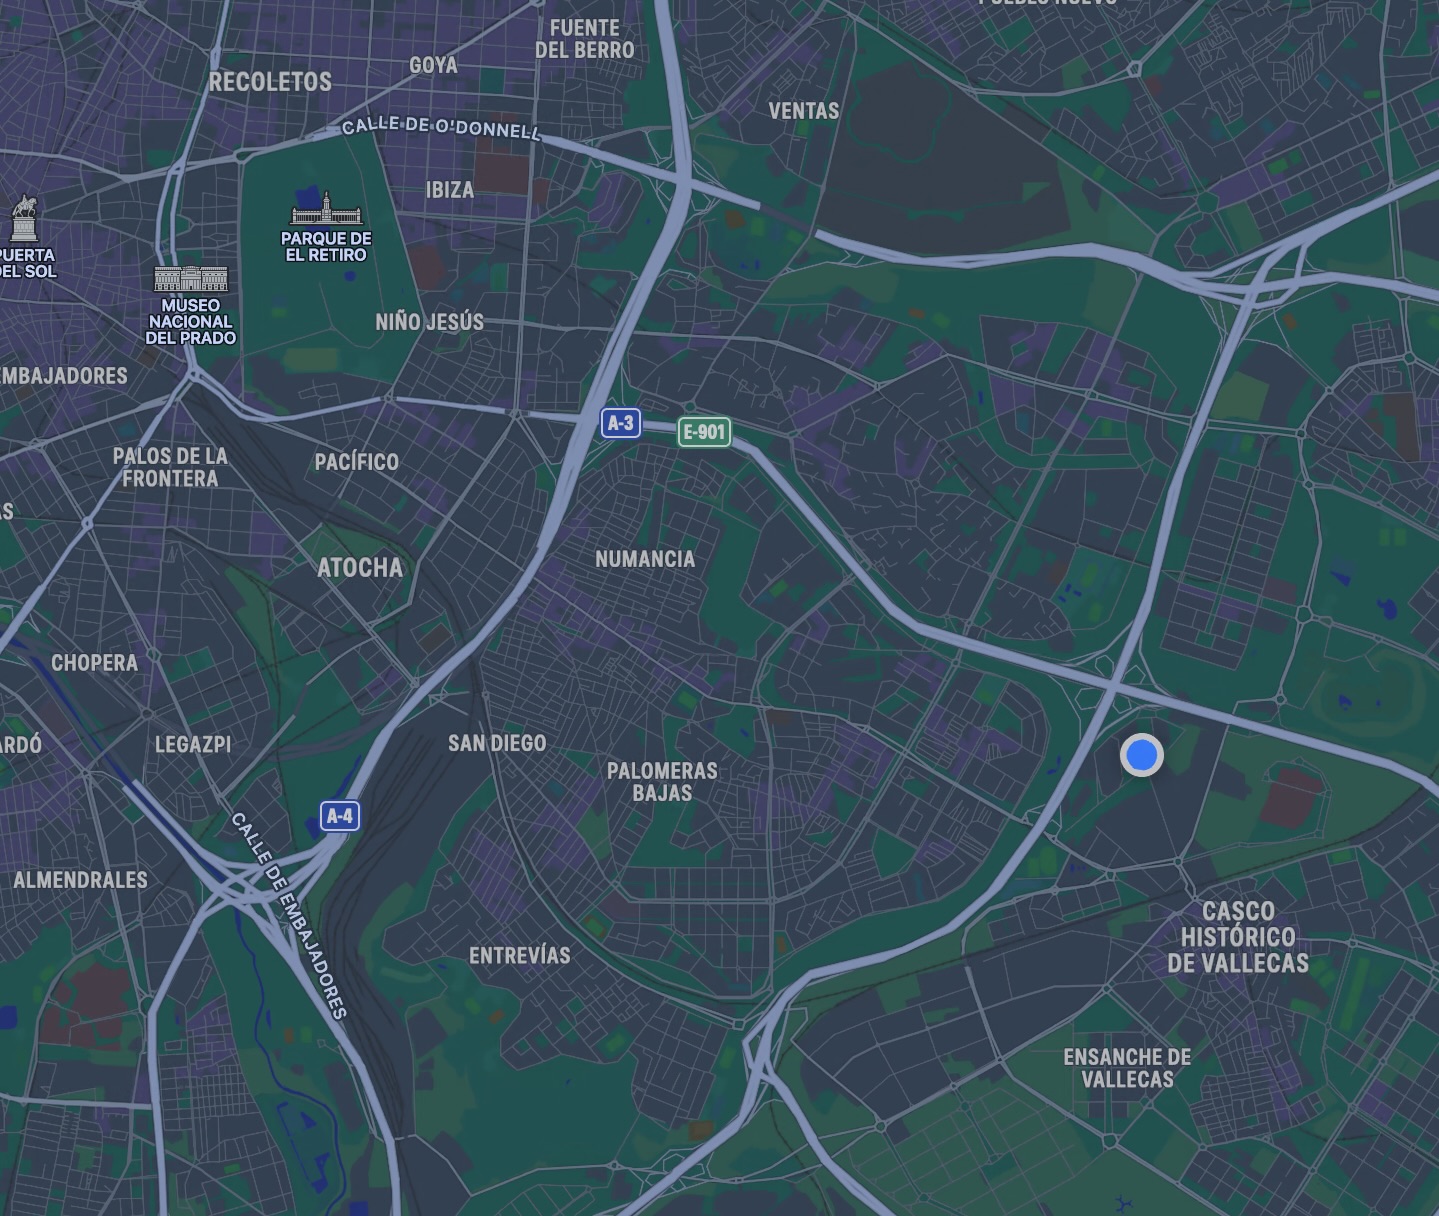 FUENTE
DEL BERRO
GOYA
RECOLETOS
VENTAS
CALLE DE O'DONNELL
IBIZA
PARQUE DE
EL RETIRO
PUERTA
DEL SOL
MUSEO
NACIONAL
DEL PRADO
NIÑO JESÚS
EMBAJADORES
A-3
E-901
PALOS DE LA
FRONTERA
PACÍFICO
AS
NUMANCIA
ATOCHA
CHOPERA
ARDÓ
LEGAZPI
SAN DIEGO
PALOMERAS
BAJAS
A-4
CALLE DE EMBAJADORES
ALMENDRALES
CASCO
HISTÓRICO
DE VALLECAS
ENTREVÍAS
ENSANCHE DE
VALLECAS